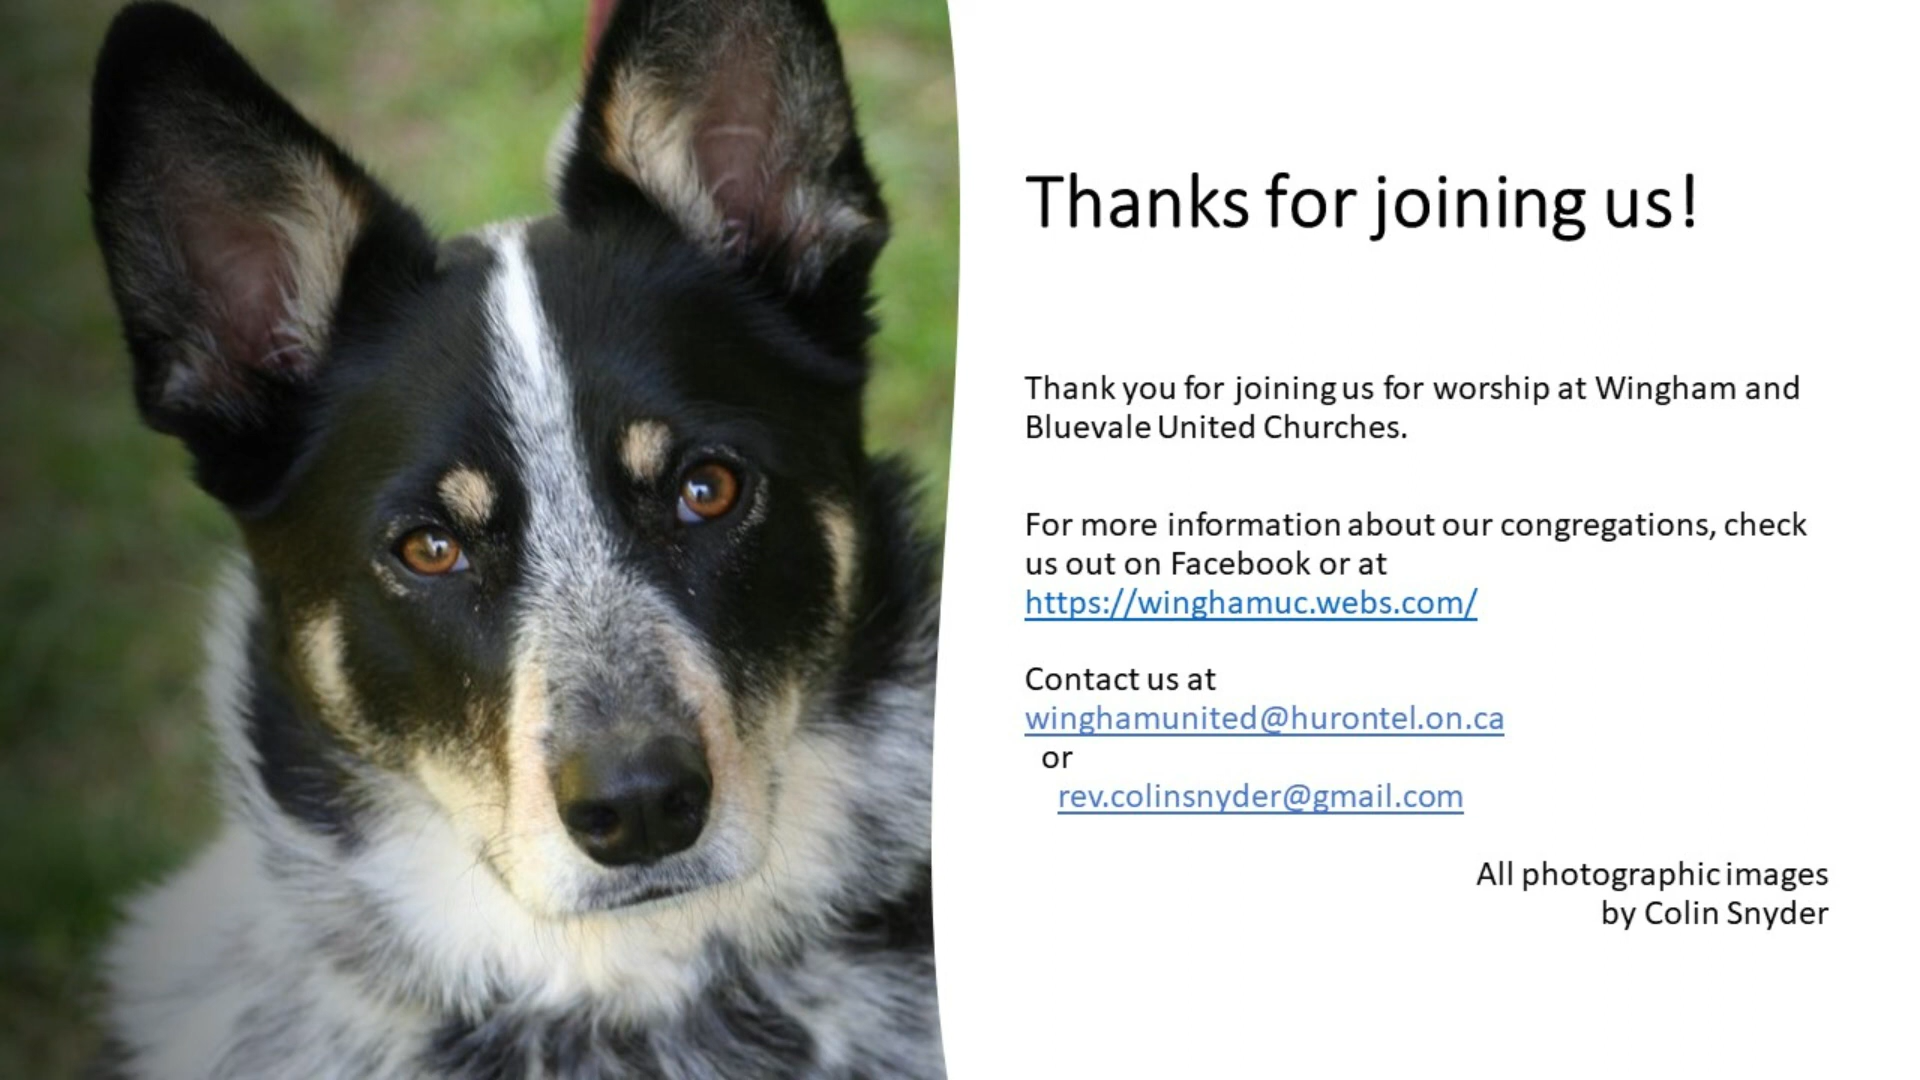 Thanks for joining us!
Thank you for joining us for worship at Wingham and
Bluevale United Churches.
For more information about our congregations, check
us out on Facebook or at
https://winghamuc.webs.com/
Contact us at
winghamunited@hurontel.on.ca
or
rev.colinsnyder@gmail.com
All photographic images
by Colin Snyder